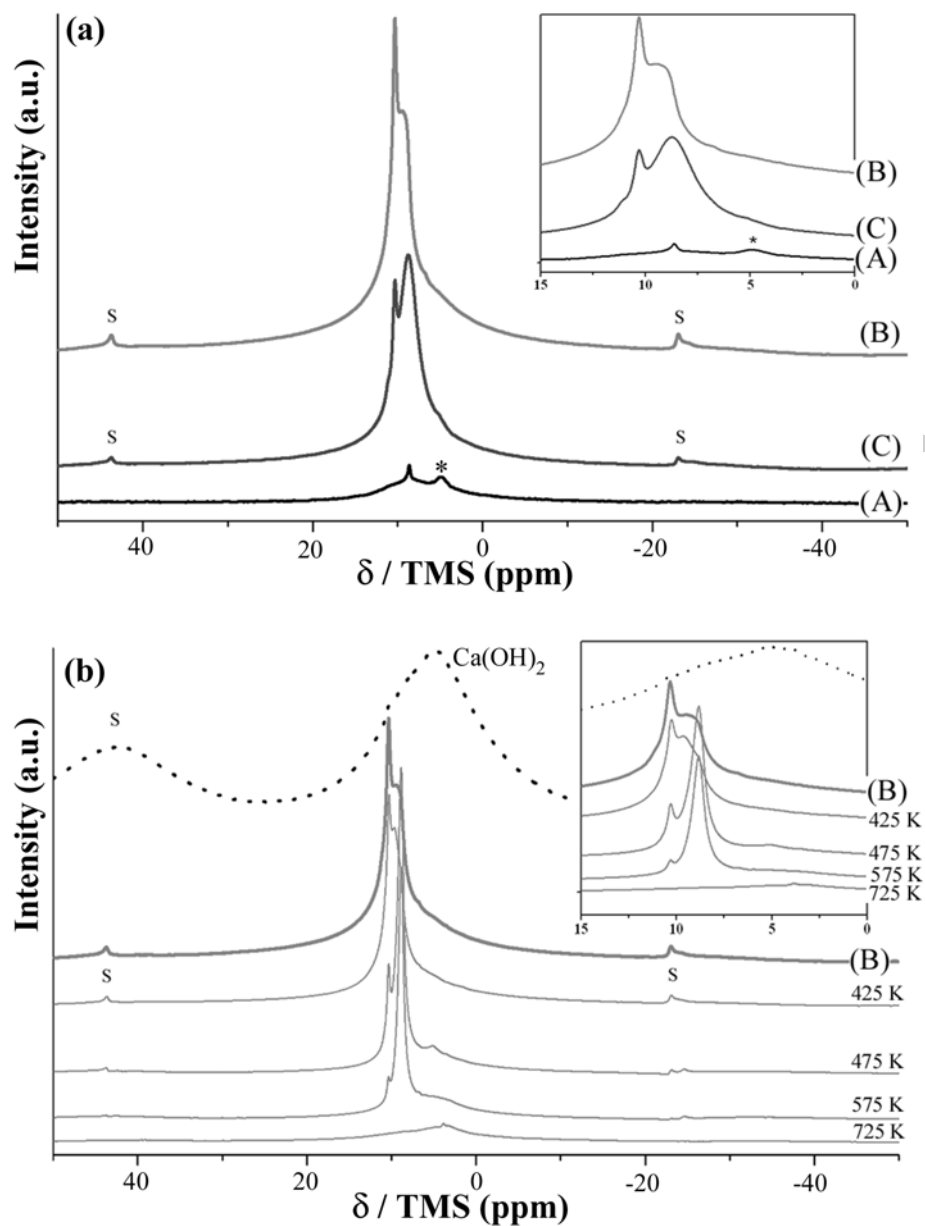 (a)
Intensity (a.u.)
S
S
(B)
S
S
(C)
*
(A)
40
20
0
-20
-40
δ / TMS (ppm)
(B)
(C)
*
(A)
15
10
5
0
(b)
Intensity (a.u.)
Ca(OH)2
S
(B)
S
S
425 K
475 K
575 K
725 K
40
20
0
-20
-40
δ / TMS (ppm)
(B)
425 K
475 K
575 K
725 K
15
10
5
0